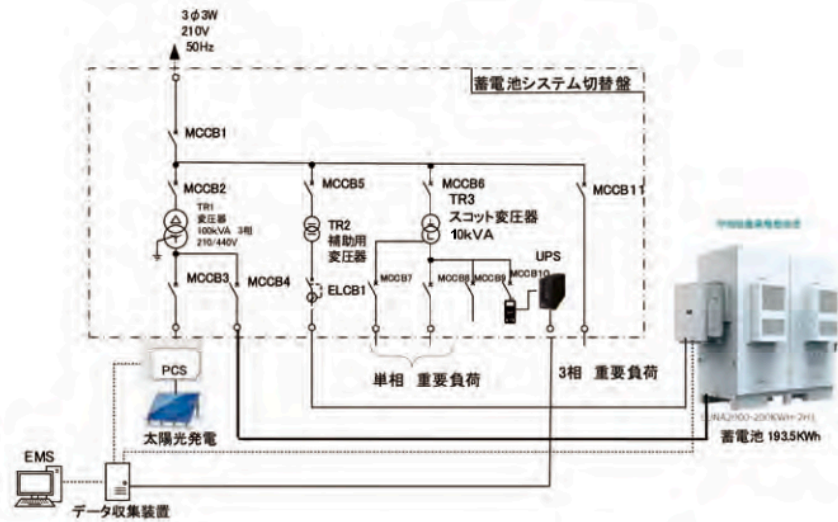 3φ3W
210V
50Hz
蓄電池システム切替盤
MCCB1
MCCB2
MCCB5
MCCB6
MCCB11
TR1
変圧器
100kVA 3相
210/440V
TR2
補助用
変圧器
TR3
スコット変圧器
10kVA
UPS
MCCB3
MCCB4
ELCB1
MCCB7
MCCB8
MCCB9
MCCB10
PCS
太陽光発電
単相 重要負荷
3相 重要負荷
LUNA2000-200KWH-2H1
蓄電池 193.5KWh
EMS
データ収集装置